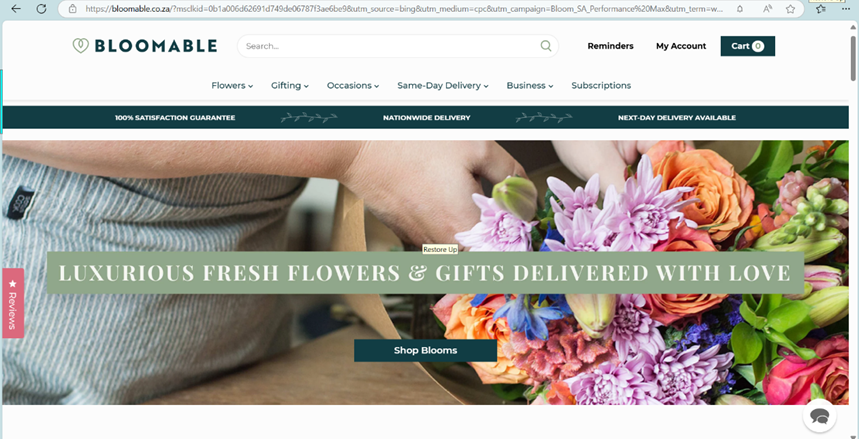 https://bloomable.co.za/?msclkid=0b1a006d62691d749de06787f3ae6be9&utm_source=bing&utm_medium=cpc&utm_campaign=Bloom_SA_Performance%20Max&utm_term=w...
BLOOMABLE
Search...
Reminders
My Account
Cart 0
Flowers
Gifting
Occasions
Same-Day Delivery
Business
Subscriptions
100% SATISFACTION GUARANTEE
NATIONWIDE DELIVERY
NEXT-DAY DELIVERY AVAILABLE
Restore Up
LUXURIOUS FRESH FLOWERS & GIFTS DELIVERED WITH LOVE
Reviews
Shop Blooms